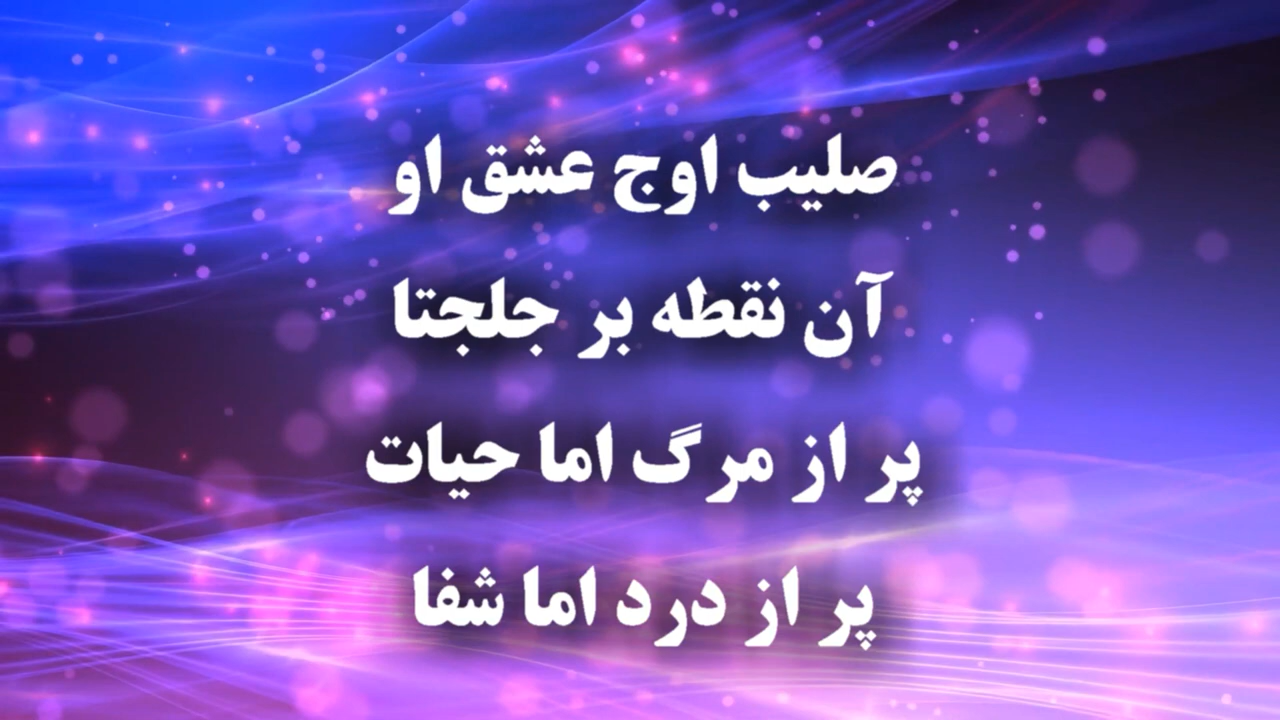 صلیب اوج عشق او
آن نقطه بر جلجتا
پر از مرگ اما حیات
پر از درد اما شفا